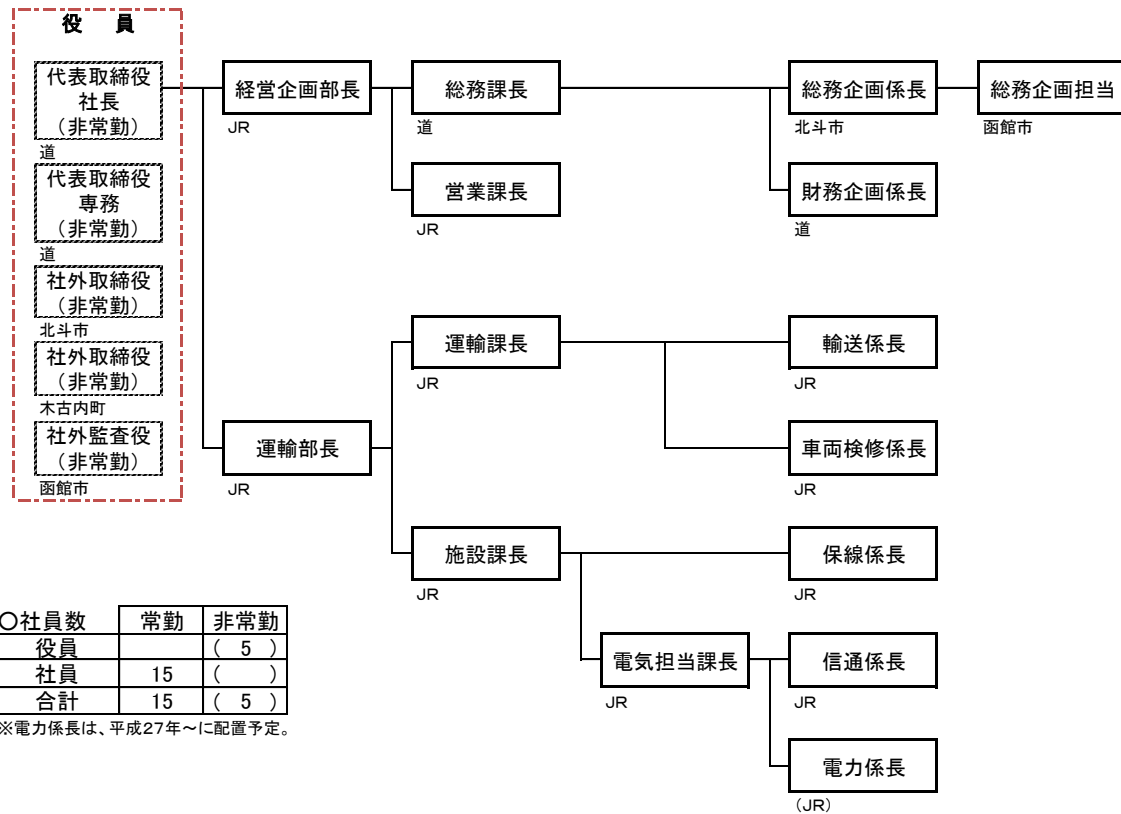 役　員
代表取締役
社長
（非常勤）
道
代表取締役
専務
（非常勤）
道
社外取締役
（非常勤）
北斗市
社外取締役
（非常勤）
木古内町
社外監査役
（非常勤）
函館市
経営企画部長
JR
総務課長
道
総務企画係長
北斗市
総務企画担当
函館市
営業課長
JR
財務企画係長
道
運輸部長
JR
運輸課長
JR
輸送係長
JR
車両検修係長
JR
施設課長
JR
保線係長
JR
電気担当課長
JR
信通係長
JR
電力係長
（JR）
○社員数 常勤 非常勤
役員 （ 5 ）
社員 15 （ ）
合計 15 （ 5 ）
※電力係長は、平成27年～に配置予定。